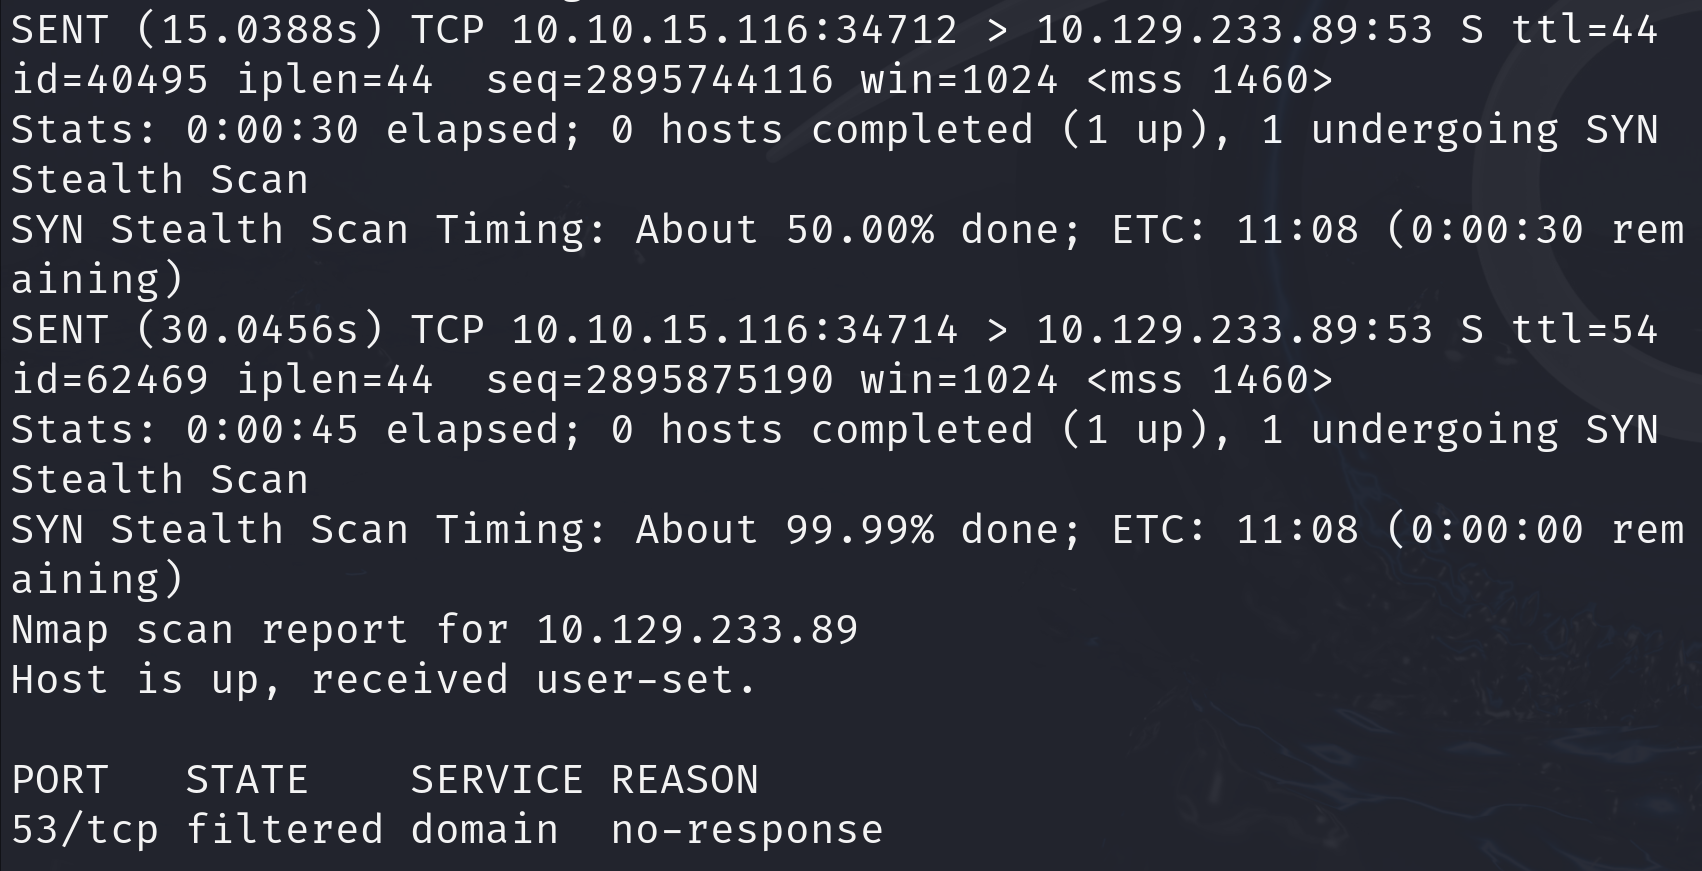 SENT (15.0388s) TCP 10.10.15.116:34712 > 10.129.233.89:53 S ttl=44
id=40495 iplen=44  seq=2895744116 win=1024 <mss 1460>
Stats: 0:00:30 elapsed; 0 hosts completed (1 up), 1 undergoing SYN
Stealth Scan
SYN Stealth Scan Timing: About 50.00% done; ETC: 11:08 (0:00:30 rem
aining)
SENT (30.0456s) TCP 10.10.15.116:34714 > 10.129.233.89:53 S ttl=54
id=62469 iplen=44  seq=2895875190 win=1024 <mss 1460>
Stats: 0:00:45 elapsed; 0 hosts completed (1 up), 1 undergoing SYN
Stealth Scan
SYN Stealth Scan Timing: About 99.99% done; ETC: 11:08 (0:00:00 rem
aining)
Nmap scan report for 10.129.233.89
Host is up, received user-set.

PORT   STATE    SERVICE REASON
53/tcp filtered domain  no-response